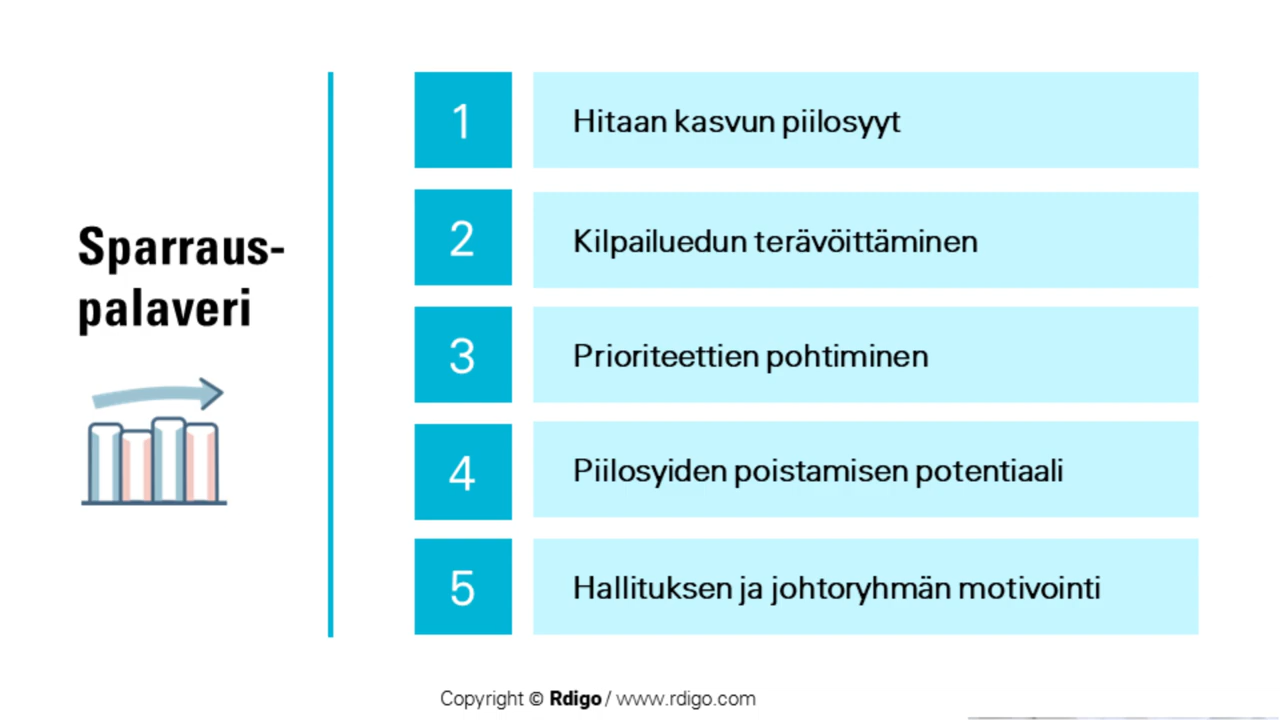 Sparraus-
palaveri
1
Hitaan kasvun piilosyyt
2
Kilpailuedun terävöittäminen
3
Prioriteettien pohtiminen
4
Piilosyiden poistamisen potentiaali
5
Hallituksen ja johtoryhmän motivointi
Copyright © Rdigo / www.rdigo.com